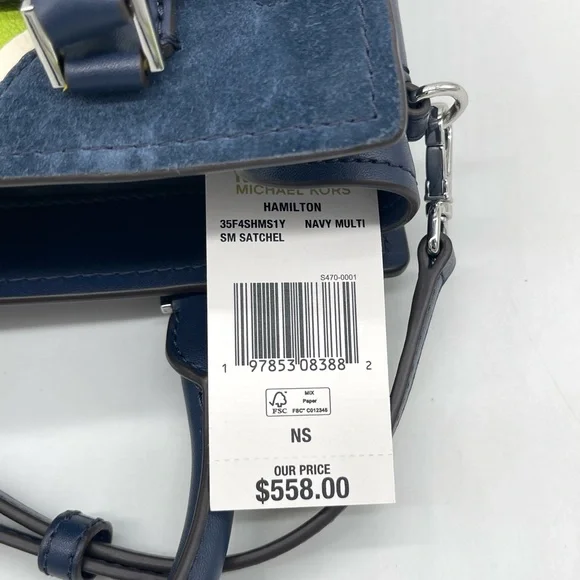 MICHAEL KORS
HAMILTON
35F4SHMS1Y NAVY MULTI
SM SATCHEL
S470-0001
1 97853 08388 2
FSC
MIX
Paper
FSC® C012345
NS
OUR PRICE
$558.00